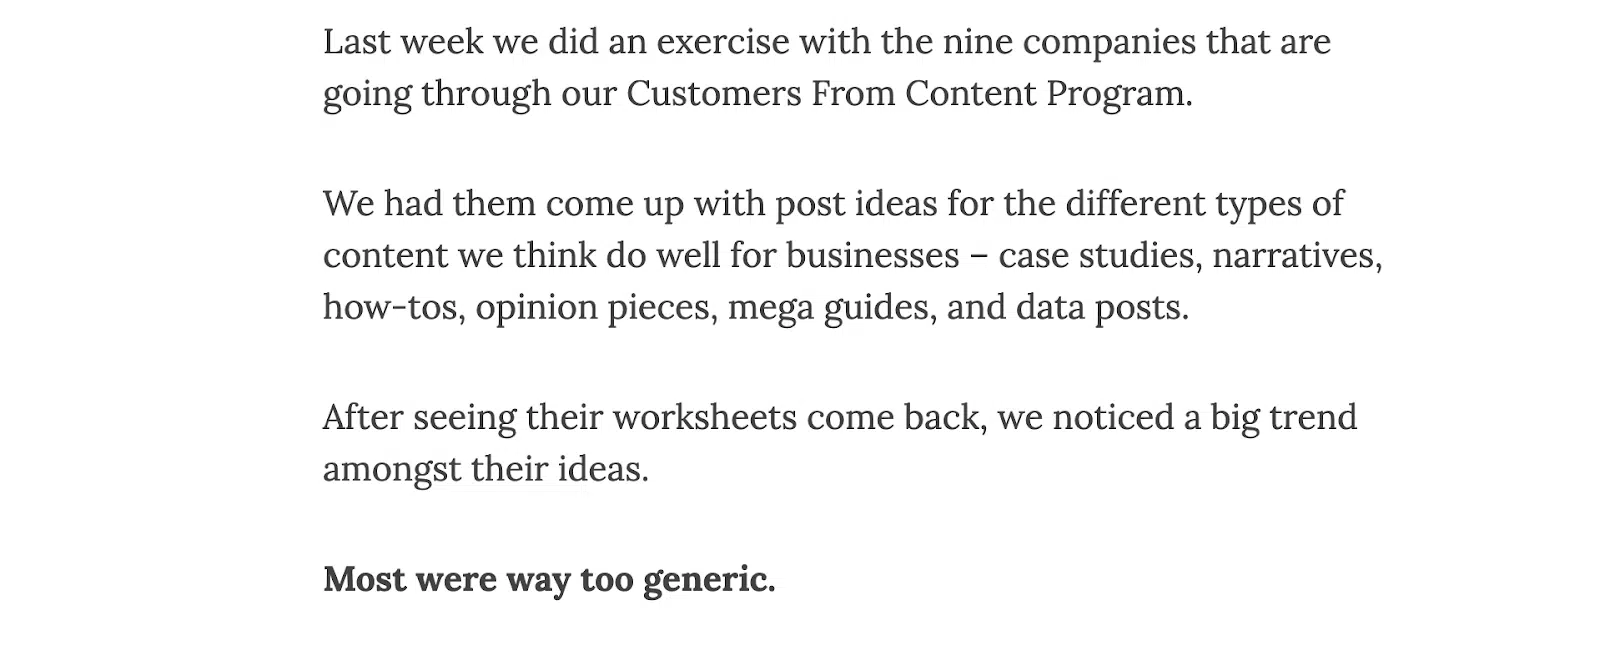 Last week we did an exercise with the nine companies that are
going through our Customers From Content Program.
We had them come up with post ideas for the different types of
content we think do well for businesses – case studies, narratives,
how-tos, opinion pieces, mega guides, and data posts.
After seeing their worksheets come back, we noticed a big trend
amongst their ideas.
Most were way too generic.